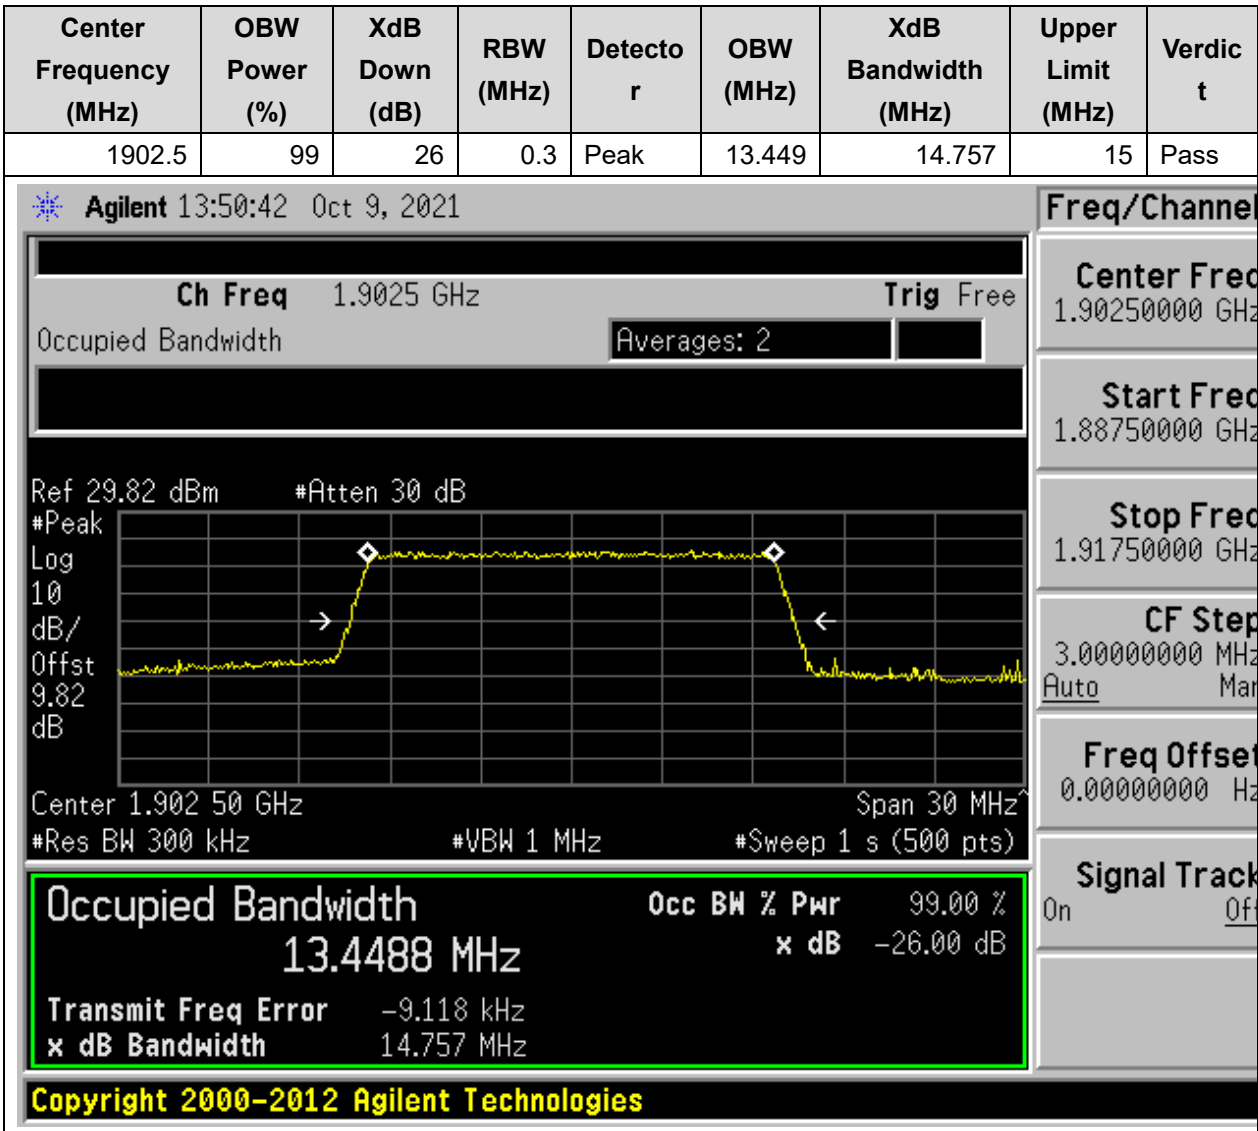 Center Frequency (MHz) OBW Power (%) XdB Down (dB) RBW (MHz) Detecto r OBW (MHz) XdB Bandwidth (MHz) Upper Limit (MHz) Verdic t
1902.5 99 26 0.3 Peak 13.449 14.757 15 Pass
Agilent 13:50:42 Oct 9, 2021
Freq/Channel
Ch Freq 1.9025 GHz Trig Free
Occupied Bandwidth Averages: 2
Center Freq
1.90250000 GHz
Start Freq
1.88750000 GHz
Stop Freq
1.91750000 GHz
CF Step
3.00000000 MHz
Auto Man
Freq Offset
0.00000000 Hz
Signal Track
On Off
Ref 29.82 dBm #Atten 30 dB
#Peak
Log
10
dB/
Offst
9.82
dB
Center 1.902 50 GHz Span 30 MHz^
#Res BW 300 kHz #VBW 1 MHz #Sweep 1 s (500 pts)
Occupied Bandwidth Occ BW % Pwr 99.00 %
13.4488 MHz x dB -26.00 dB
Transmit Freq Error -9.118 kHz
x dB Bandwidth 14.757 MHz
Copyright 2000-2012 Agilent Technologies